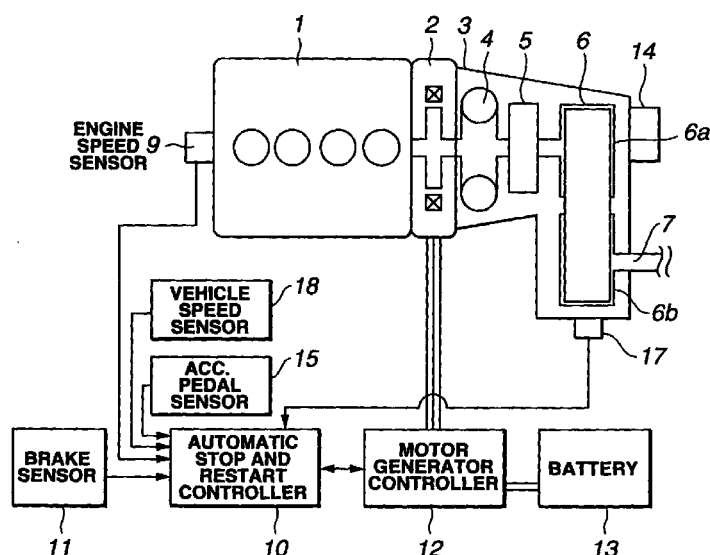 1
2
3
4
5
6
14
ENGINE
SPEED 9
SENSOR
6a
7
VEHICLE
SPEED
SENSOR
18
6b
17
ACC.
PEDAL
SENSOR
15
BRAKE
SENSOR
AUTOMATIC
STOP AND
RESTART
CONTROLLER
MOTOR
GENERATOR
CONTROLLER
BATTERY
11
10
12
13